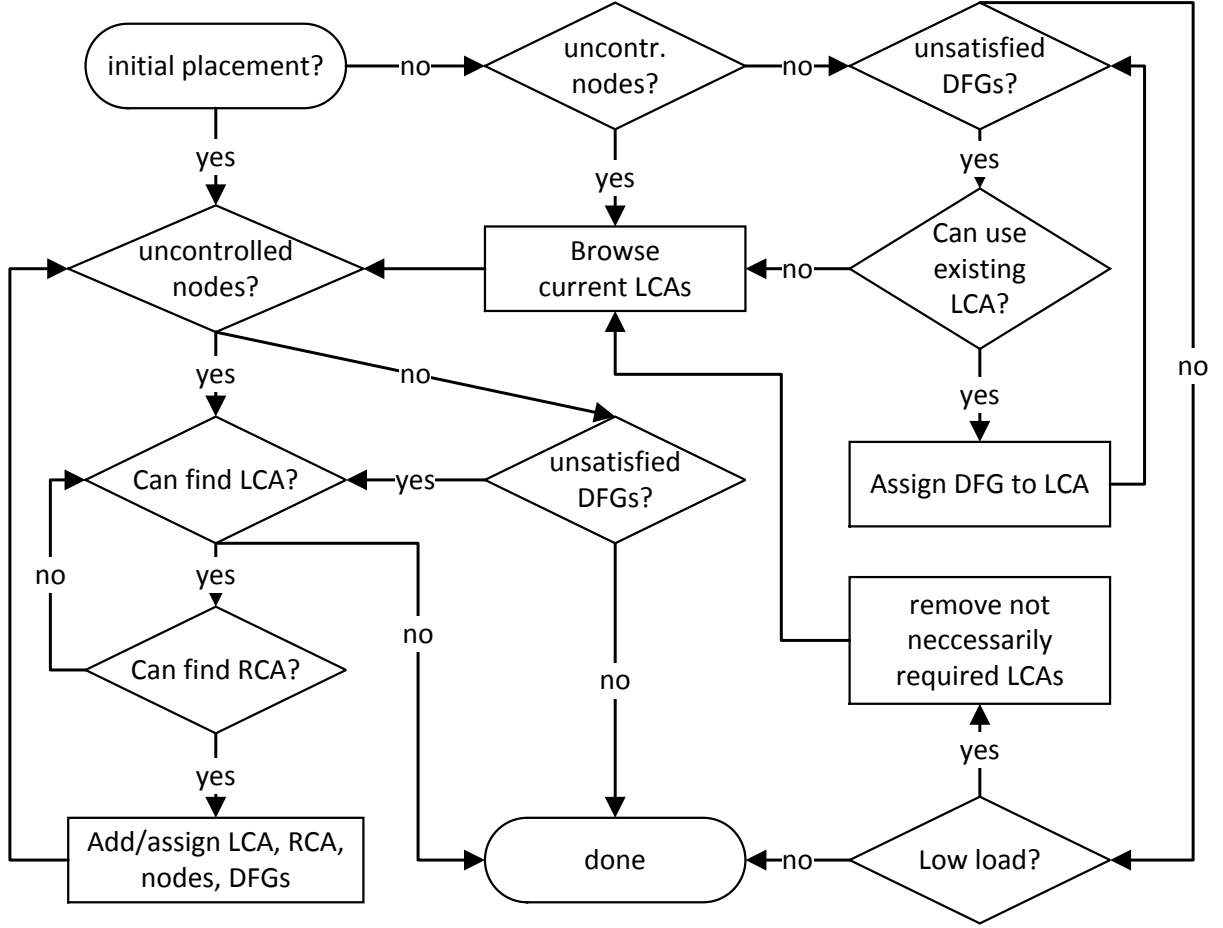 initial placement?
no
uncontr.
nodes?
no
unsatisfied
DFGs?
yes
yes
yes
uncontrolled
nodes?
Browse
current LCAs
no
Can use
existing
LCA?
no
yes
no
yes
Can find LCA?
yes
unsatisfied
DFGs?
Assign DFG to LCA
no
yes
no
no
remove not
neccessarily
required LCAs
Can find RCA?
yes
yes
Add/assign LCA, RCA,
nodes, DFGs
done
no
Low load?